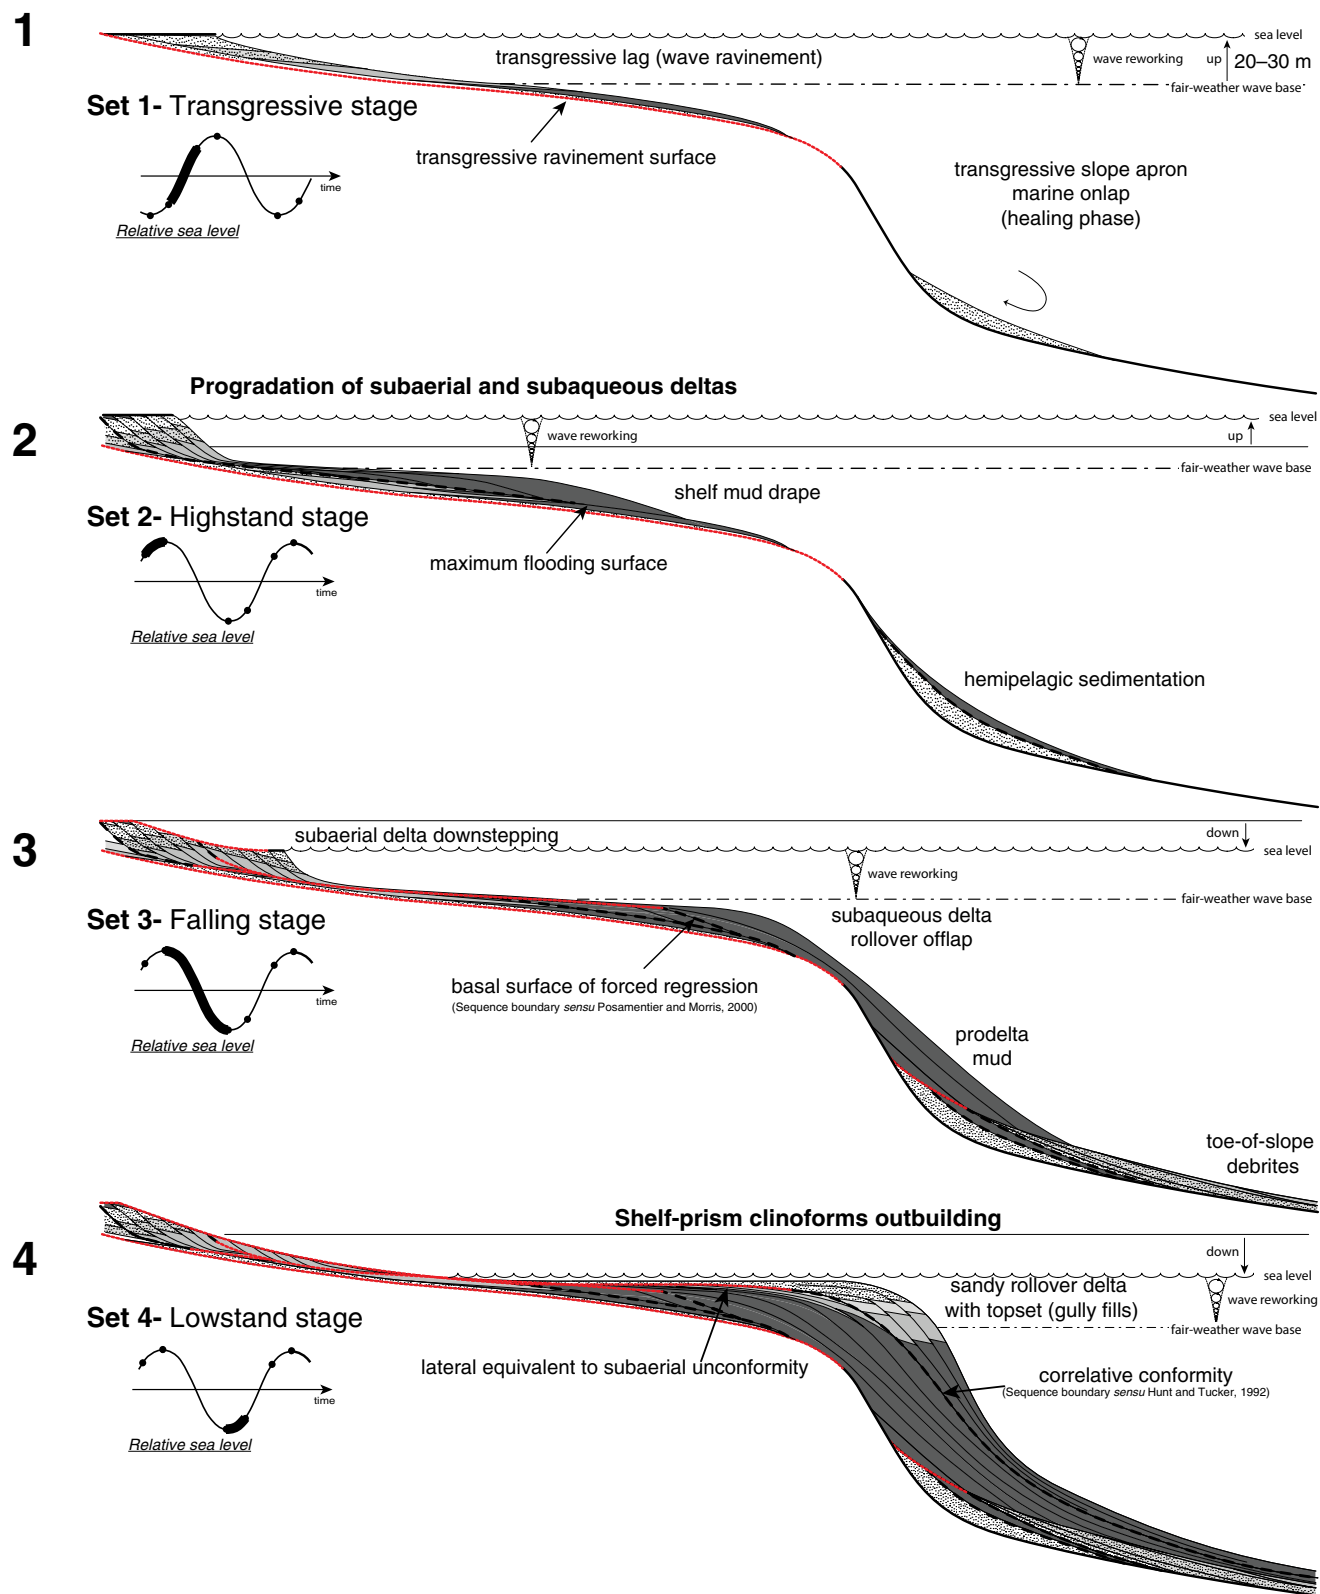 1
sea level
transgressive lag (wave ravinement)
wave reworking
up
20–30 m
fair-weather wave base
Set 1- Transgressive stage
transgressive ravinement surface
time
Relative sea level
transgressive slope apron
marine onlap
(healing phase)
Progradation of subaerial and subaqueous deltas
2
sea level
wave reworking
up
fair-weather wave base
shelf mud drape
Set 2- Highstand stage
maximum flooding surface
time
Relative sea level
hemipelagic sedimentation
3
subaerial delta downstepping
down
sea level
wave reworking
fair-weather wave base
Set 3- Falling stage
subaqueous delta
rollover offlap
basal surface of forced regression
(Sequence boundary sensu Posamentier and Morris, 2000)
time
Relative sea level
prodelta
mud
toe-of-slope
debrites
Shelf-prism clinoforms outbuilding
4
down
sea level
sandy rollover delta
with topset (gully fills)
wave reworking
fair-weather wave base
Set 4- Lowstand stage
lateral equivalent to subaerial unconformity
correlative conformity
(Sequence boundary sensu Hunt and Tucker, 1992)
time
Relative sea level